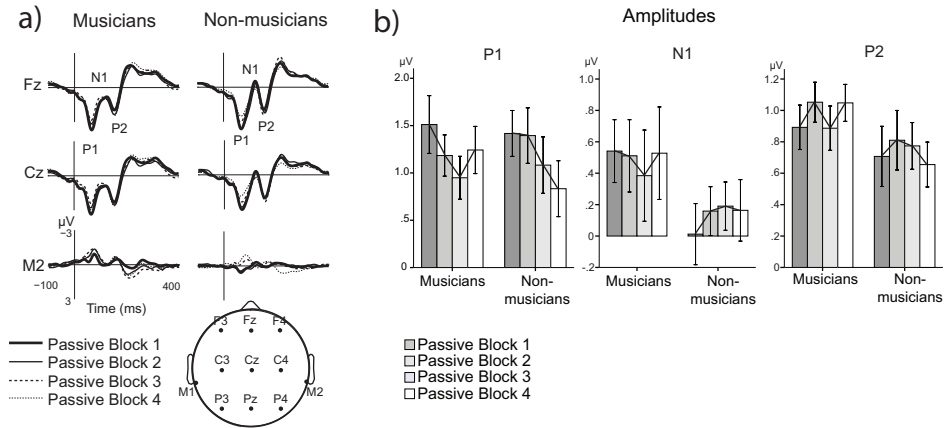 a)
Musicians
Non-musicians
Fz
N1
P2
N1
P2
P1
P1
Cz
µV
−3
M2
−100
400
3
Time (ms)
Passive Block 1
Passive Block 2
Passive Block 3
Passive Block 4
F3
Fz
F4
C3
Cz
C4
M1
M2
P3
Pz
P4
b)
Amplitudes
P1
µV
2.0
1.5
1.0
.5
0
Musicians
Non-
musicians
N1
µV
1.0
.8
.6
.4
.2
0
-.2
Musicians
Non-
musicians
P2
µV
1.2
1.0
0.8
.6
.4
.2
0
Musicians
Non-
musicians
Passive Block 1
Passive Block 2
Passive Block 3
Passive Block 4